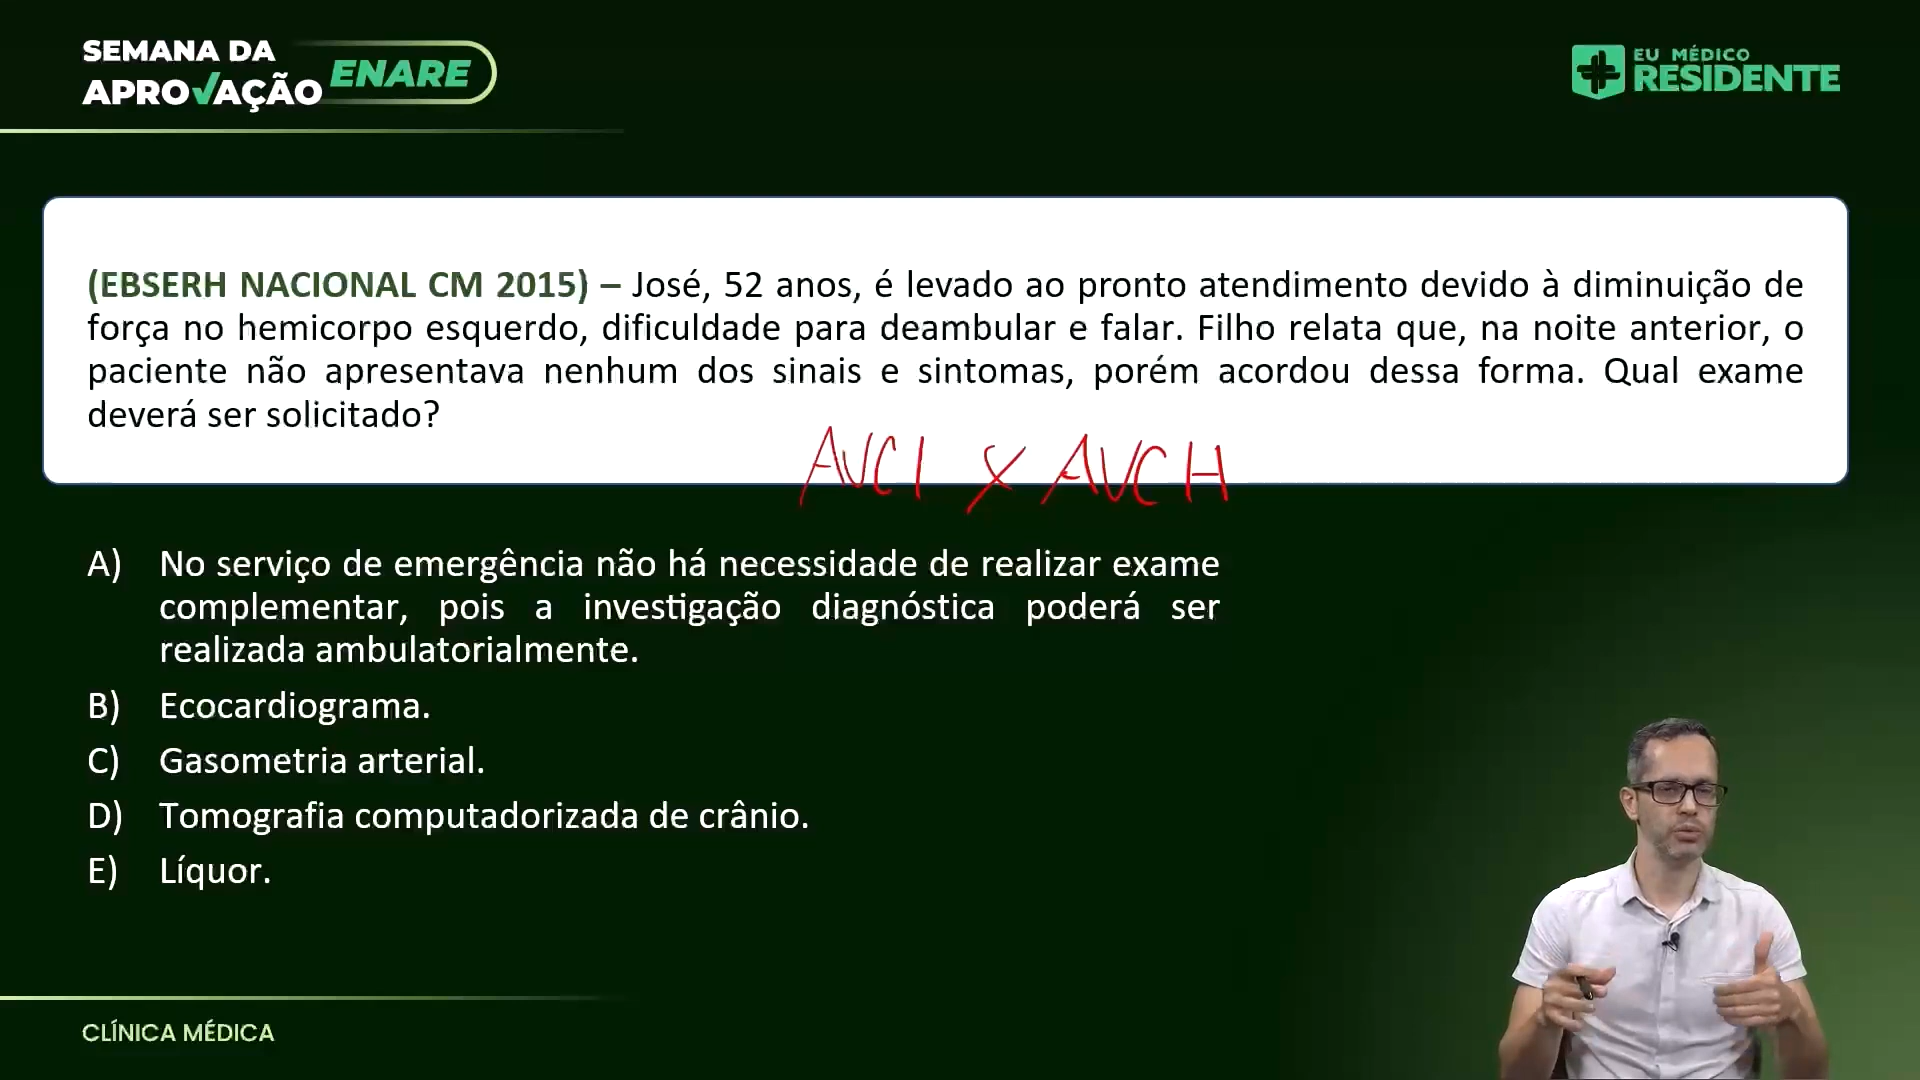 SEMANA DA
APROVAÇÃO ENARE
EU MÉDICO
RESIDENTE
(EBSERH NACIONAL CM 2015) – José, 52 anos, é levado ao pronto atendimento devido à diminuição de
força no hemicorpo esquerdo, dificuldade para deambular e falar. Filho relata que, na noite anterior, o
paciente não apresentava nenhum dos sinais e sintomas, porém acordou dessa forma. Qual exame
deverá ser solicitado?
AVCI X AVCH
A) No serviço de emergência não há necessidade de realizar exame
complementar, pois a investigação diagnóstica poderá ser
realizada ambulatorialmente.
B) Ecocardiograma.
C) Gasometria arterial.
D) Tomografia computadorizada de crânio.
E) Líquor.
CLÍNICA MÉDICA